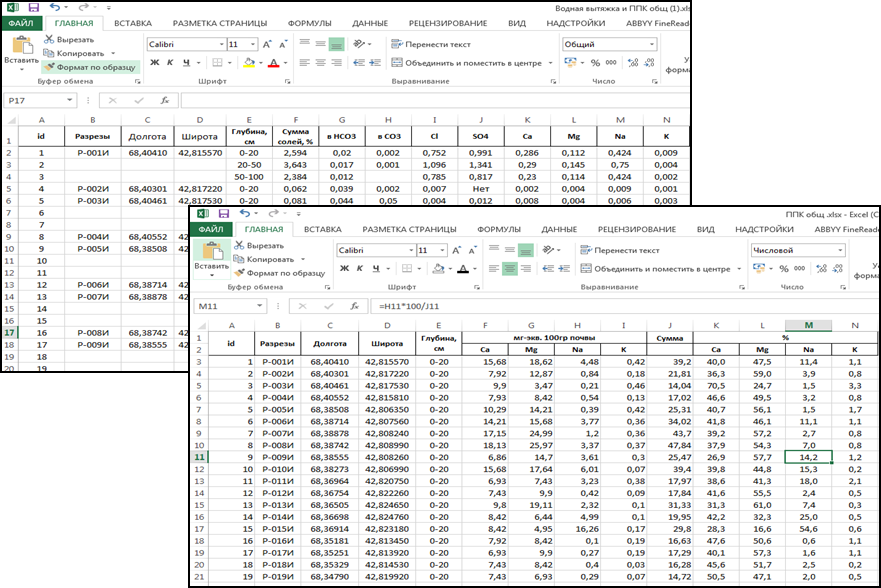 Водная вытяжка и ППК общ (1).xls
ФАЙЛ ГЛАВНАЯ ВСТАВКА РАЗМЕТКА СТРАНИЦЫ ФОРМУЛЫ ДАННЫЕ РЕЦЕНЗИРОВАНИЕ ВИД НАДСТРОЙКИ ABBYY FineRead
Вставить
Вырезать
Копировать
Формат по образцу
Буфер обмена
Calibri 11
Ж К Ч
Шрифт
Перенести текст
Объединить и поместить в центре
Выравнивание
Общий
% 000
Число
форм
P17 fx
A B C D E F G H I J K L M N
1 id Разрезы Долгота Широта Глубина, см Сумма солей, % в HCO3 в CO3 Cl SO4 Ca Mg Na K
2 1 Р-001И 68,40410 42,815570 0-20 2,594 0,02 0,002 0,752 0,991 0,286 0,112 0,424 0,009
3 2 20-50 3,643 0,017 0,001 1,096 1,341 0,29 0,145 0,75 0,004
4 3 50-100 2,384 0,012 0,785 0,817 0,23 0,114 0,424 0,002
5 4 Р-002И 68,40301 42,817220 0-20 0,062 0,039 0,002 0,007 Нет 0,002 0,004 0,009 0,001
6 5 Р-003И 68,40461 42,817530 0-20 0,081 0,044 0,05 0,004 0,012 0,008 0,004 0,006 0,003
7 6
8 7
9 8 Р-004И 68,40552
10 9 Р-005И 68,38508
11 10
12 11
13 12 Р-006И 68,38714
14 13 Р-007И 68,38878
15 14
16 15
17 16 Р-008И 68,38742
18 17 Р-009И 68,38555
19 18
20 19
ППК общ .xlsx - Excel (С
ФАЙЛ ГЛАВНАЯ ВСТАВКА РАЗМЕТКА СТРАНИЦЫ ФОРМУЛЫ ДАННЫЕ РЕЦЕНЗИРОВАНИЕ ВИД НАДСТРОЙКИ ABBYY FineReade
Вставить
Вырезать
Копировать
Формат по образцу
Буфер обмена
Calibri 11
Ж К Ч
Шрифт
Перенести текст
Объединить и поместить в центре
Выравнивание
Числовой
% 000
Число
форма
M11 fx =H11*100/J11
A B C D E F G H I J K L M N
1 id Разрезы Долгота Широта Глубина, см мг-экв. 100гр почвы Сумма %
2 Ca Mg Na K Ca Mg Na K
3 1 Р-001И 68,40410 42,815570 0-20 15,68 18,62 4,48 0,42 39,2 40,0 47,5 11,4 1,1
4 2 Р-002И 68,40301 42,817220 0-20 7,92 12,87 0,84 0,18 21,81 36,3 59,0 3,9 0,8
5 3 Р-003И 68,40461 42,817530 0-20 9,9 3,47 0,21 0,46 14,04 70,5 24,7 1,5 3,3
6 4 Р-004И 68,40552 42,815810 0-20 7,93 8,42 0,54 0,13 17,02 46,6 49,5 3,2 0,8
7 5 Р-005И 68,38508 42,806350 0-20 10,29 14,21 0,39 0,42 25,31 40,7 56,1 1,5 1,7
8 6 Р-006И 68,38714 42,807560 0-20 14,21 15,68 3,77 0,36 34,02 41,8 46,1 11,1 1,1
9 7 Р-007И 68,38878 42,808240 0-20 17,15 24,99 1,2 0,36 43,7 39,2 57,2 2,7 0,8
10 8 Р-008И 68,38742 42,808990 0-20 18,13 25,97 3,37 0,37 47,84 37,9 54,3 7,0 0,8
11 9 Р-009И 68,38555 42,808260 0-20 6,86 14,7 3,61 0,3 25,47 26,9 57,7 14,2 1,2
12 10 Р-010И 68,38273 42,806990 0-20 15,68 17,64 6,01 0,07 39,4 39,8 44,8 15,3 0,2
13 11 Р-011И 68,36964 42,820750 0-20 6,93 7,43 3,23 0,38 17,97 38,6 41,3 18,0 2,1
14 12 Р-012И 68,36754 42,822260 0-20 7,43 9,9 0,42 0,09 17,84 41,6 55,5 2,4 0,5
15 13 Р-013И 68,36505 42,824650 0-20 9,8 19,11 2,32 0,1 31,33 31,3 61,0 7,4 0,3
16 14 Р-014И 68,36698 42,824760 0-20 8,42 6,44 4,99 0,1 19,95 42,2 32,3 25,0 0,5
17 15 Р-015И 68,36914 42,823180 0-20 8,42 4,95 16,26 0,17 29,8 28,3 16,6 54,6 0,6
18 16 Р-016И 68,35181 42,813450 0-20 7,92 8,42 0,1 0,19 16,63 47,6 50,6 0,6 1,1
19 17 Р-017И 68,35251 42,813920 0-20 6,93 9,9 0,27 0,19 17,29 40,1 57,3 1,6 1,1
20 18 Р-018И 68,35329 42,814530 0-20 7,43 8,42 0,4 0,03 16,28 45,6 51,7 2,5 0,2
21 19 Р-019И 68,34790 42,819920 0-20 7,43 6,93 0,29 0,07 14,72 50,5 47,1 2,0 0,5